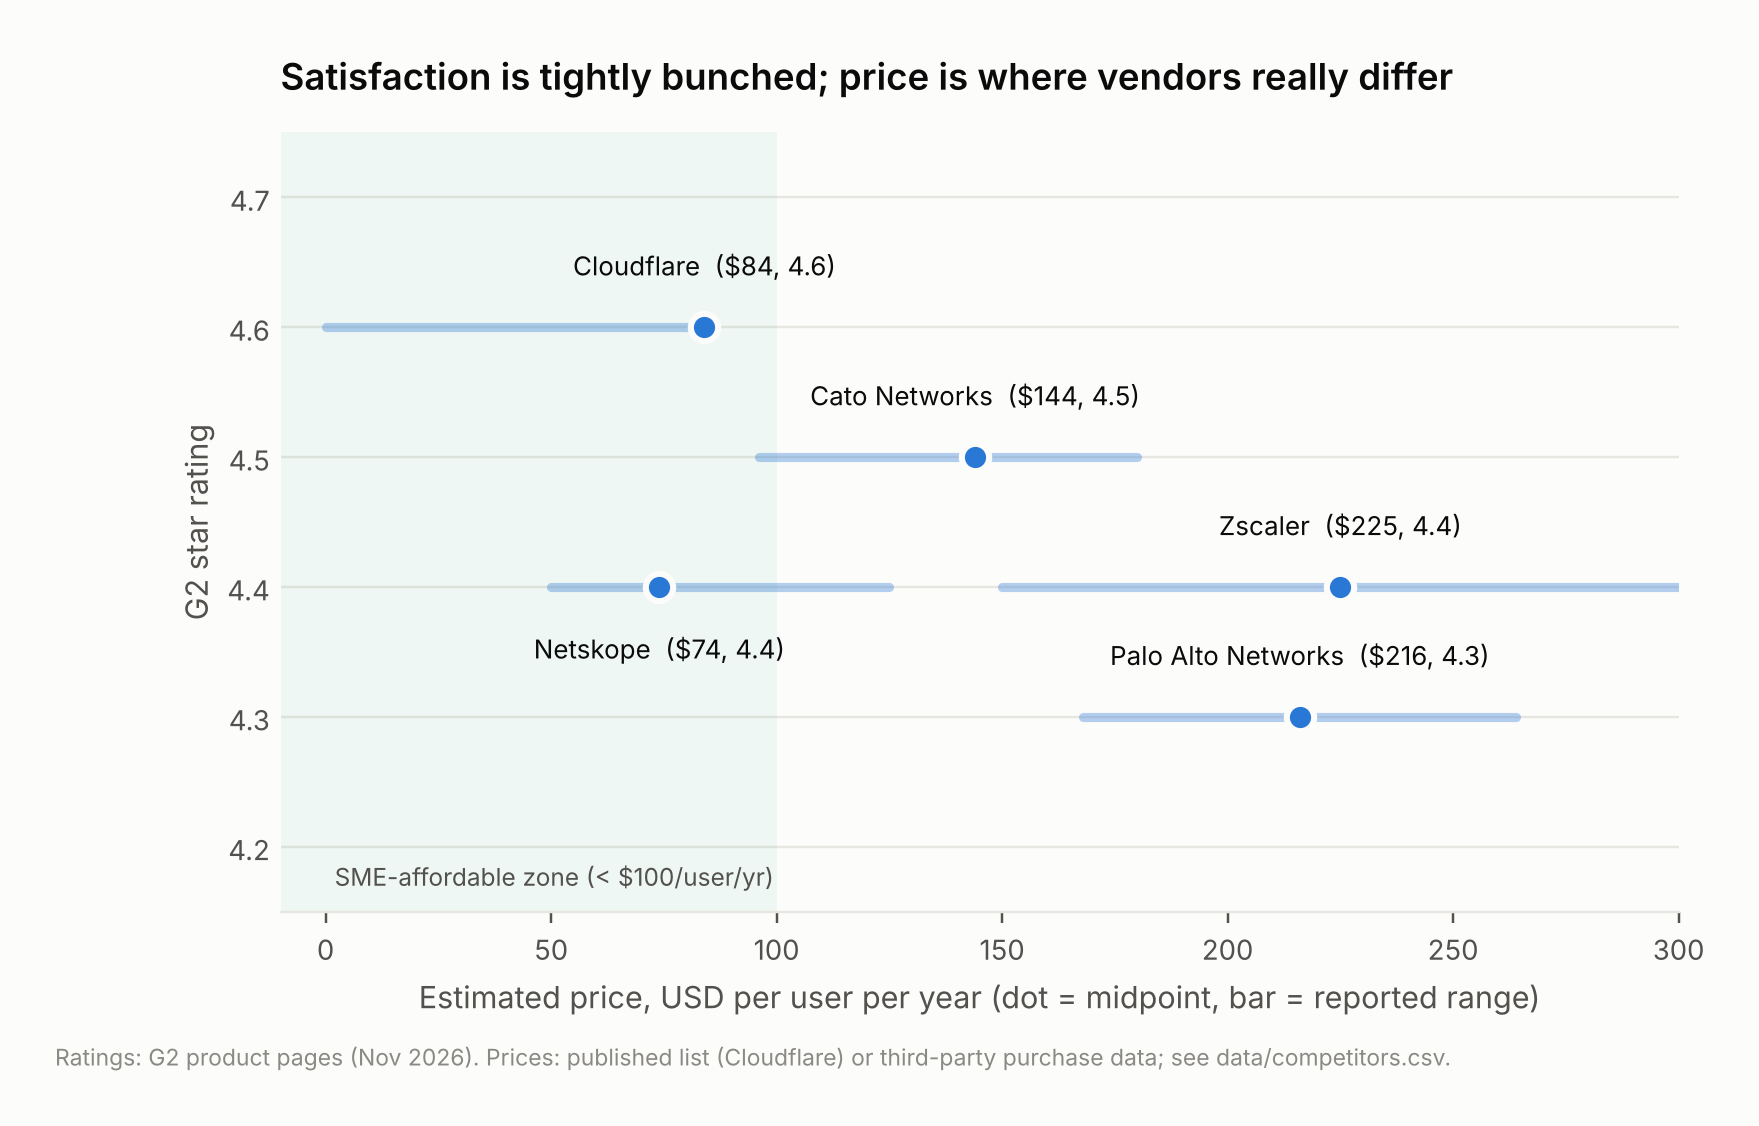 Satisfaction is tightly bunched; price is where vendors really differ
4.7
Cloudflare ($84, 4.6)
4.6
Cato Networks ($144, 4.5)
4.5
Zscaler ($225, 4.4)
4.4
Netskope ($74, 4.4)
Palo Alto Networks ($216, 4.3)
4.3
4.2
G2 star rating
SME-affordable zone (< $100/user/yr)
0 50 100 150 200 250 300
Estimated price, USD per user per year (dot = midpoint, bar = reported range)
Ratings: G2 product pages (Nov 2026). Prices: published list (Cloudflare) or third-party purchase data; see data/competitors.csv.